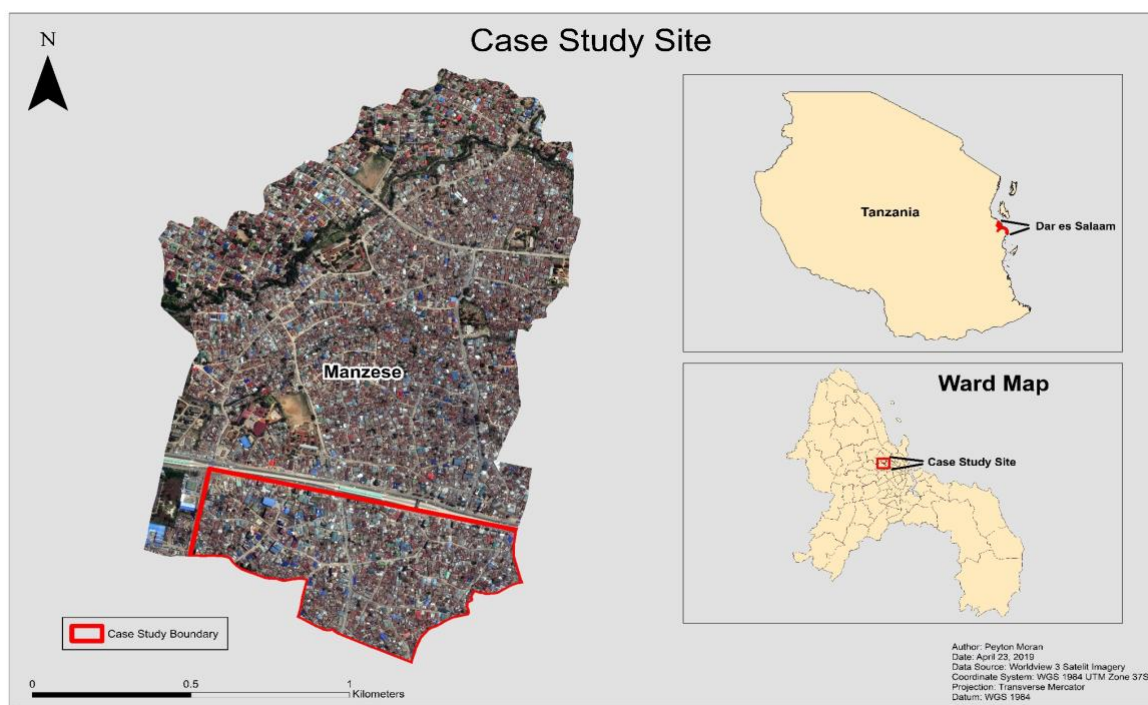 Case Study Site
N
Manzese
Case Study Boundary
0 0.5 1
Kilometers
Tanzania
Dar es Salaam
Ward Map
Case Study Site
Author: Peyton Moran
Date: April 23, 2019
Data Source: Worldview 3 Satelit Imagery
Coordinate System: WGS 1984 UTM Zone 37S
Projection: Transverse Mercator
Datum: WGS 1984